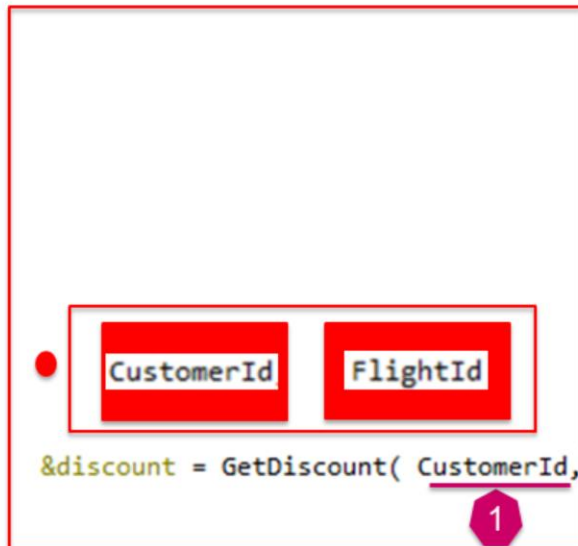 CustomerId, FlightId
&discount = GetDiscount( CustomerId,
1